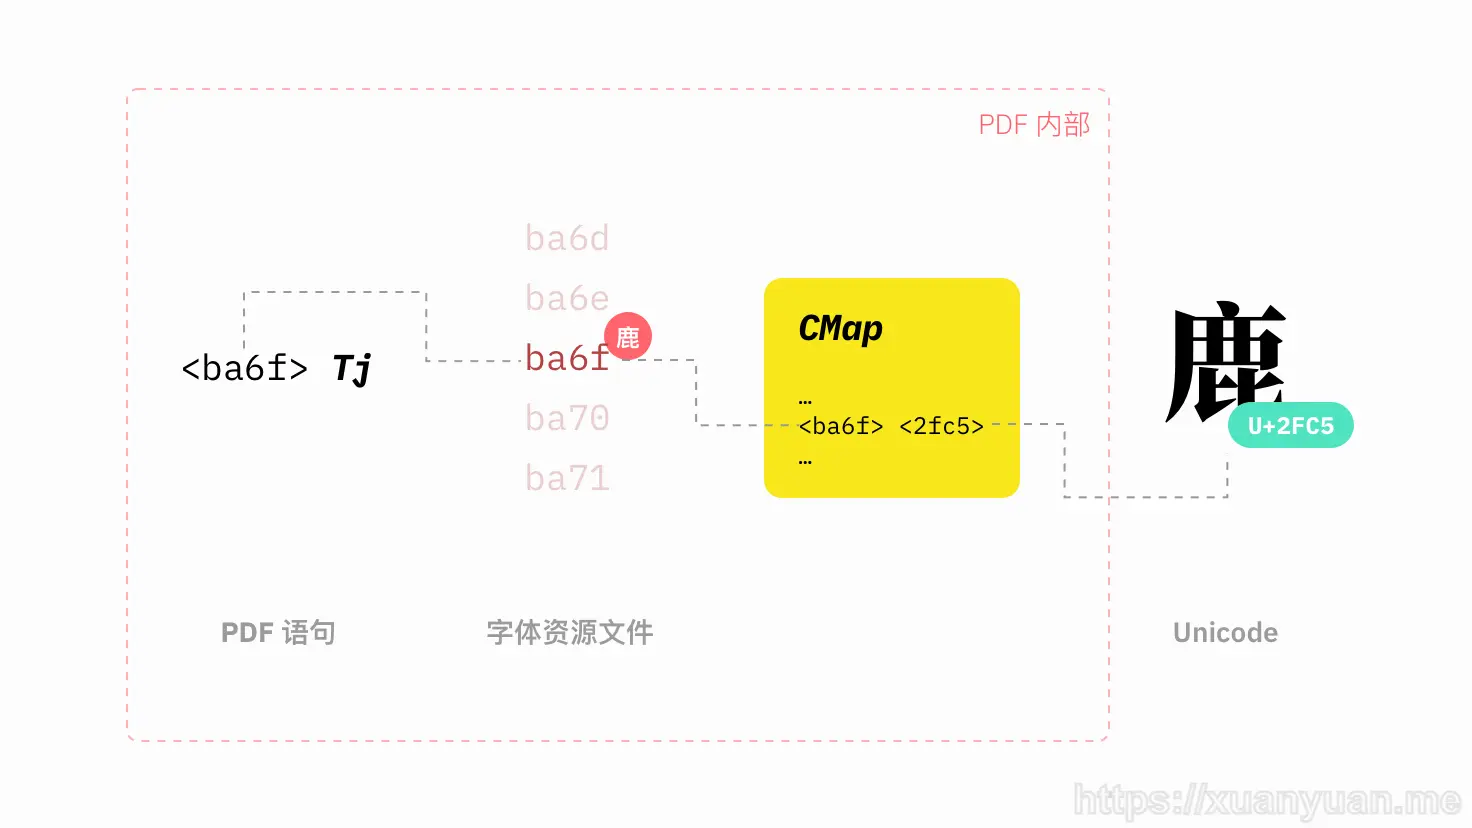 PDF 内部
<ba6f> Tj
ba6d
ba6e
ba6f
鹿
ba70
ba71
CMap
…
<ba6f> <2fc5>
…
鹿
U+2FC5
PDF 语句
字体资源文件
Unicode
https://xuanyuan.me